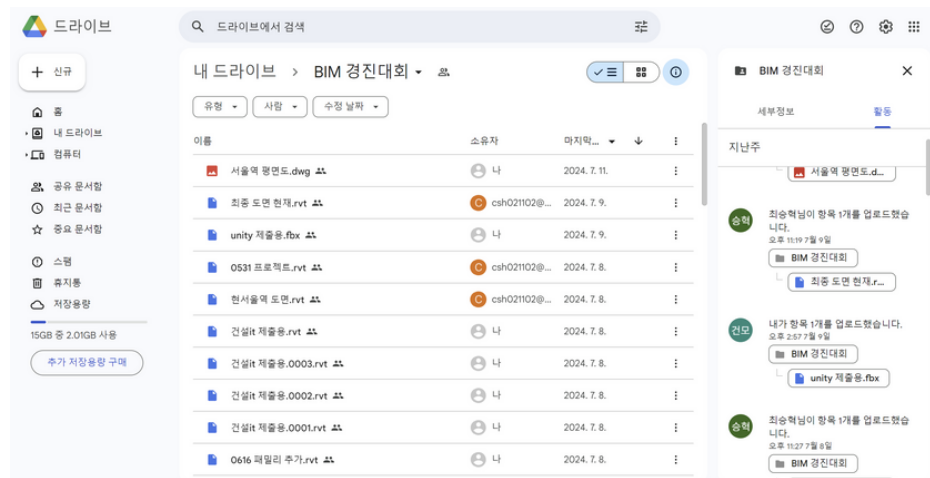 드라이브
드라이브에서 검색
신규
홈
내 드라이브
컴퓨터
공유 문서함
최근 문서함
중요 문서함
스팸
휴지통
저장용량
15GB 중 2.01GB 사용
추가 저장용량 구매
내 드라이브 > BIM 경진대회
유형 사람 수정 날짜
이름 소유자 마지막...
서울역 평면도.dwg 나 2024. 7. 11.
최종 도면 현재.rvt C csh021102@... 2024. 7. 9.
unity 제출용.fbx 나 2024. 7. 9.
0531 프로젝트.rvt C csh021102@... 2024. 7. 8.
현서울역 도면.rvt C csh021102@... 2024. 7. 8.
건설it 제출용.rvt 나 2024. 7. 8.
건설it 제출용.0003.rvt 나 2024. 7. 8.
건설it 제출용.0002.rvt 나 2024. 7. 8.
건설it 제출용.0001.rvt 나 2024. 7. 8.
0616 패밀리 추가.rvt 나 2024. 7. 8.
BIM 경진대회
세부정보 활동
지난주
서울역 평면도.d...
승혁
최승혁님이 항목 1개를 업로드했습
니다.
오후 11:19 7월 9일
BIM 경진대회
최종 도면 현재.r...
건모
내가 항목 1개를 업로드했습니다.
오후 2:57 7월 9일
BIM 경진대회
unity 제출용.fbx
승혁
최승혁님이 항목 1개를 업로드했습
니다.
오후 11:27 7월 8일
BIM 경진대회